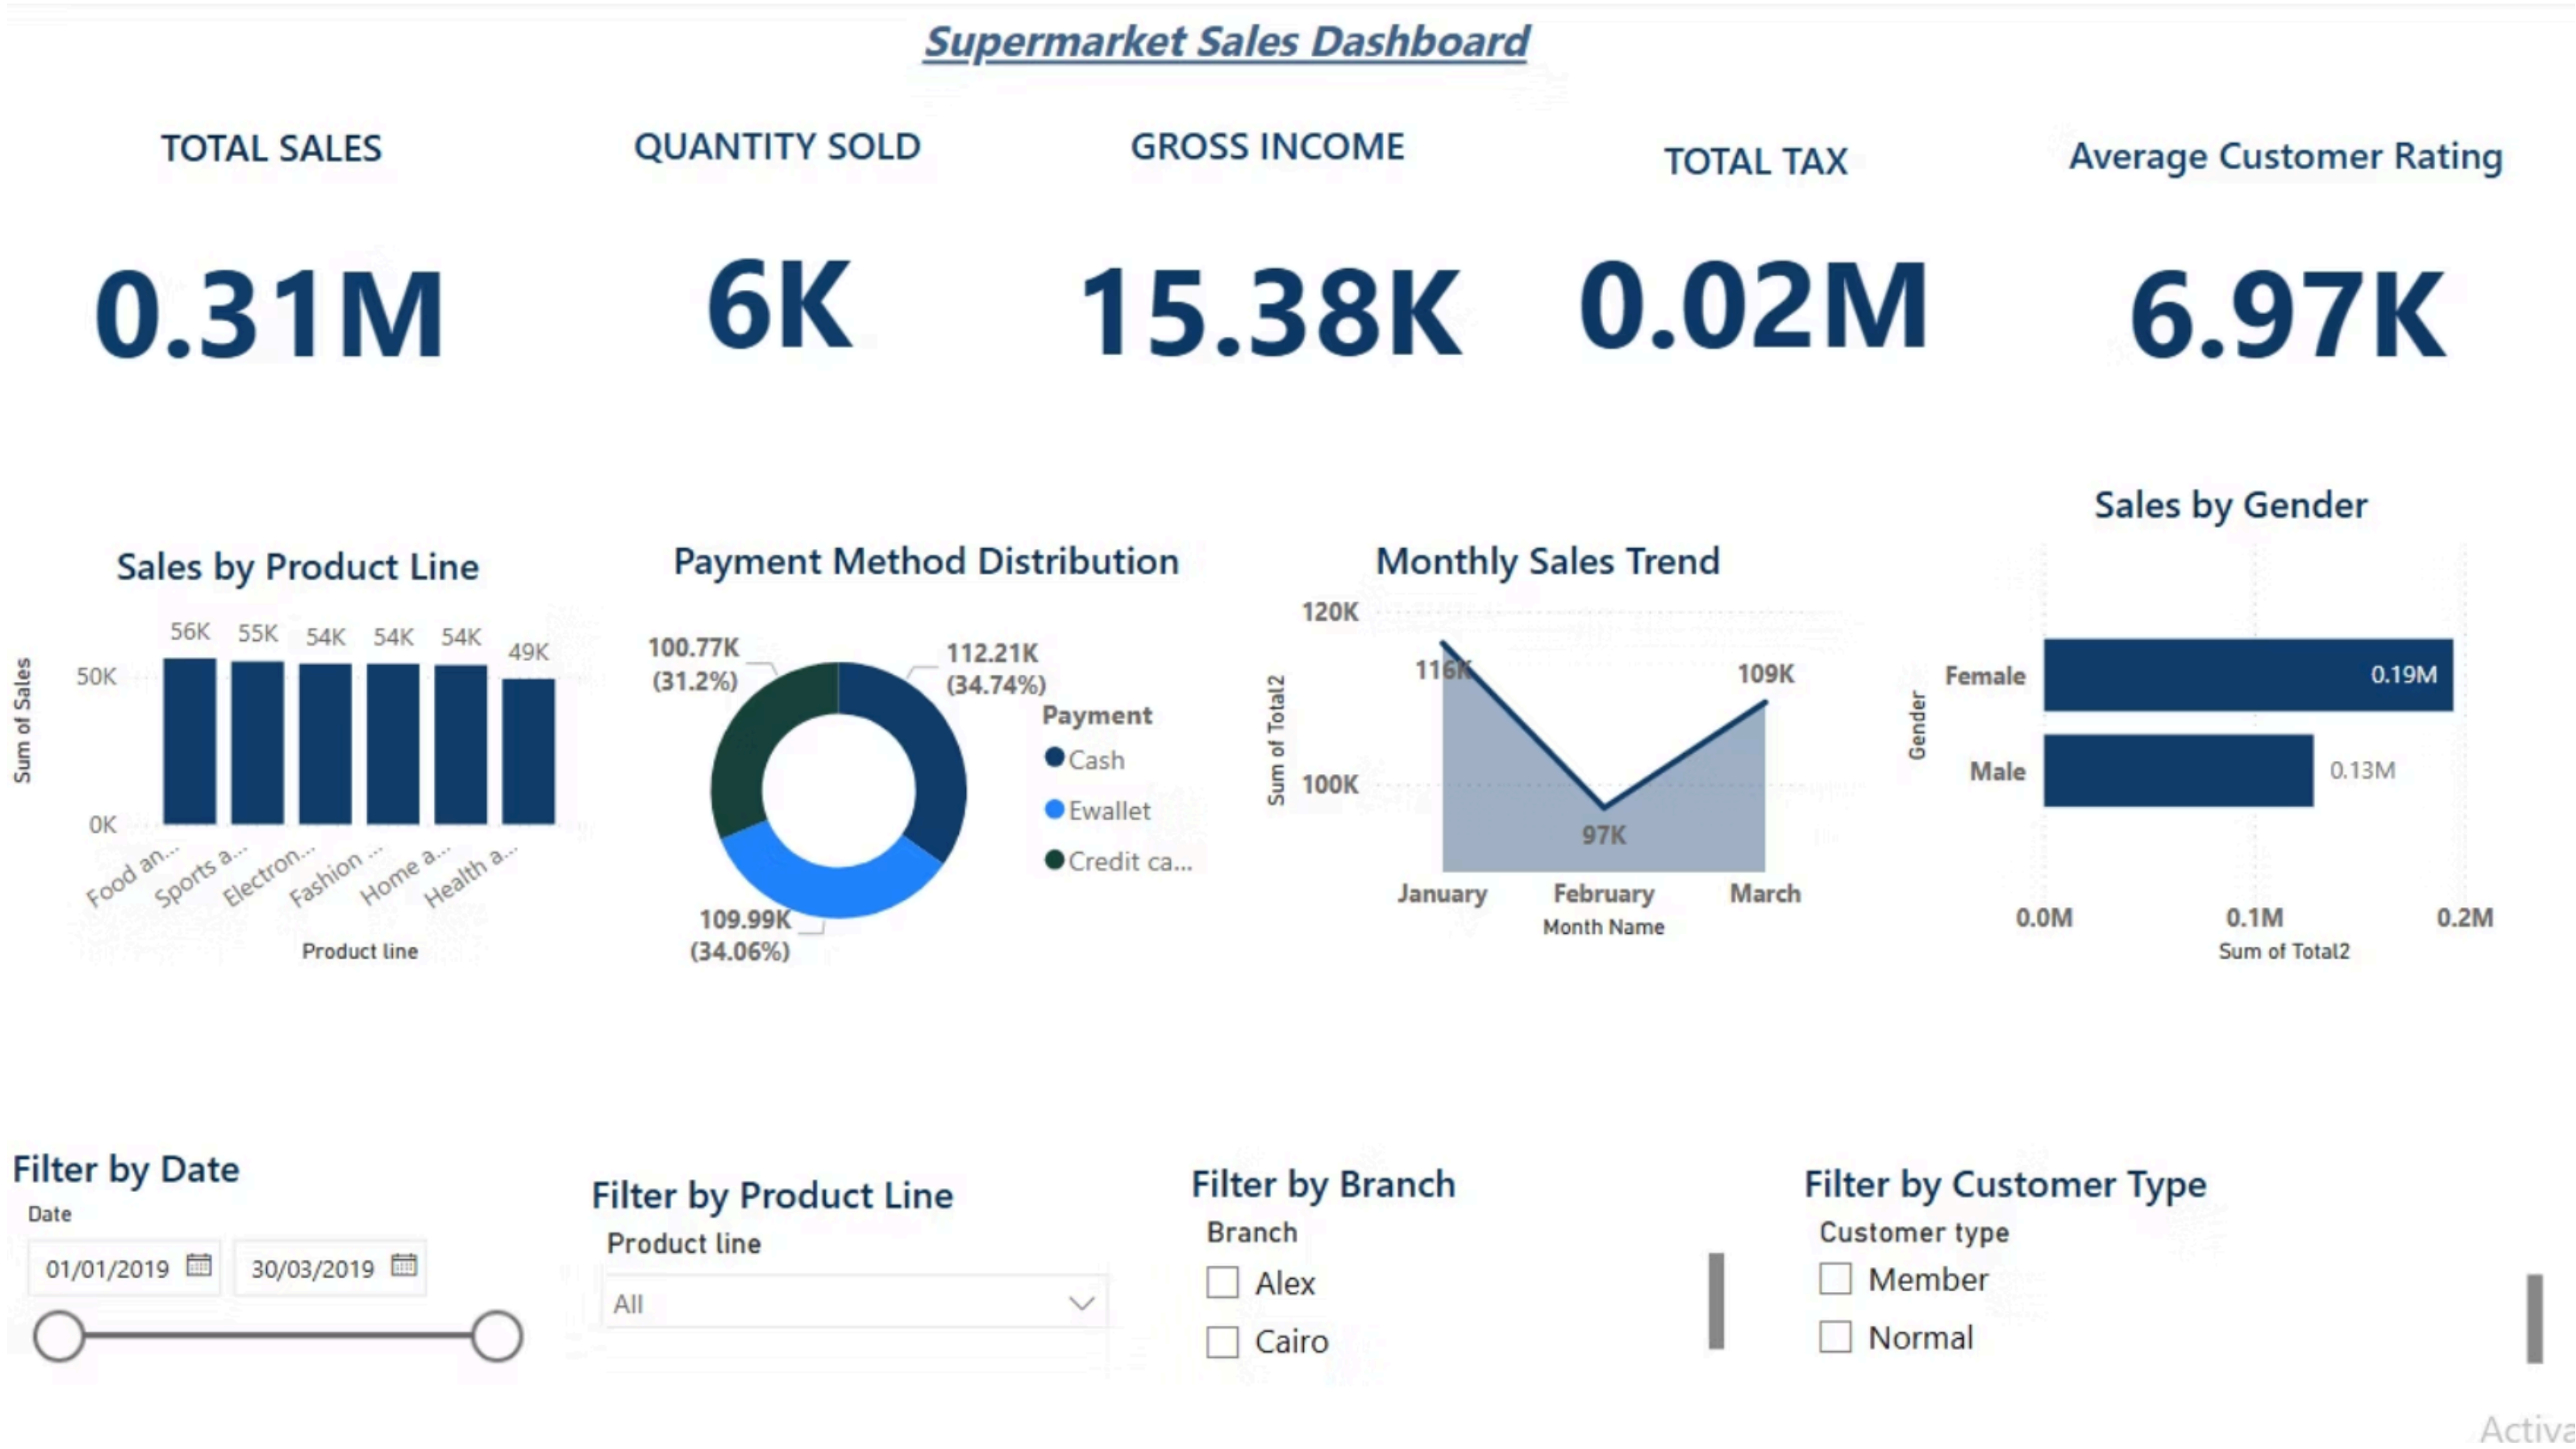 Supermarket Sales Dashboard
TOTAL SALES
0.31M
QUANTITY SOLD
6K
GROSS INCOME
15.38K
TOTAL TAX
0.02M
Average Customer Rating
6.97K
Sales by Product Line
Sum of Sales
50K
0K
56K
55K
54K
54K
54K
49K
Food an...
Sports a...
Electron...
Fashion ...
Home a...
Health a...
Product line
Payment Method Distribution
100.77K
(31.2%)
112.21K
(34.74%)
109.99K
(34.06%)
Payment
Cash
Ewallet
Credit ca...
Monthly Sales Trend
Sum of Total2
120K
100K
116K
97K
109K
January
February
March
Month Name
Sales by Gender
Gender
Female
0.19M
Male
0.13M
0.0M
0.1M
0.2M
Sum of Total2
Filter by Date
Date
01/01/2019
30/03/2019
Filter by Product Line
Product line
All
Filter by Branch
Branch
Alex
Cairo
Filter by Customer Type
Customer type
Member
Normal
Activa